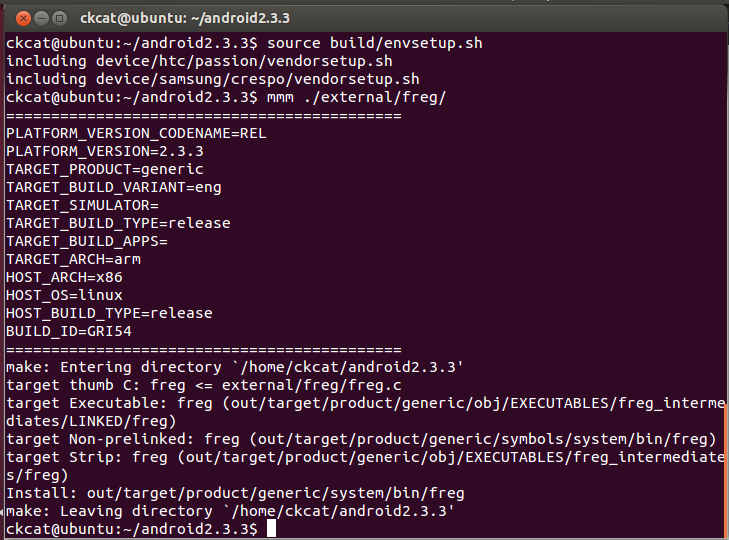 ckcat@ubuntu: ~/android2.3.3
ckcat@ubuntu:~/android2.3.3$ source build/envsetup.sh
including device/htc/passion/vendorsetup.sh
including device/samsung/crespo/vendorsetup.sh
ckcat@ubuntu:~/android2.3.3$ mmm ./external/freg/
============================================
PLATFORM_VERSION_CODENAME=REL
PLATFORM_VERSION=2.3.3
TARGET_PRODUCT=generic
TARGET_BUILD_VARIANT=eng
TARGET_SIMULATOR=
TARGET_BUILD_TYPE=release
TARGET_BUILD_APPS=
TARGET_ARCH=arm
HOST_ARCH=x86
HOST_OS=linux
HOST_BUILD_TYPE=release
BUILD_ID=GRI54
============================================
make: Entering directory `/home/ckcat/android2.3.3'
target thumb C: freg <= external/freg/freg.c
target Executable: freg (out/target/product/generic/obj/EXECUTABLES/freg_interme
diates/LINKED/freg)
target Non-prelinked: freg (out/target/product/generic/symbols/system/bin/freg)
target Strip: freg (out/target/product/generic/obj/EXECUTABLES/freg_intermediate
s/freg)
Install: out/target/product/generic/system/bin/freg
make: Leaving directory `/home/ckcat/android2.3.3'
ckcat@ubuntu:~/android2.3.3$